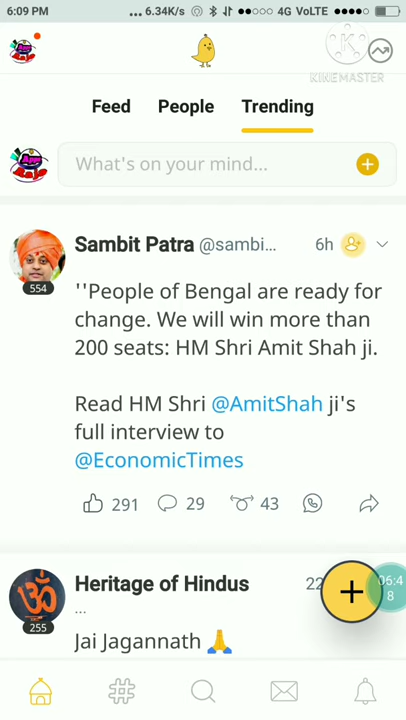 6:09 PM
... 6.34K/s 4G VoLTE
KINEMASTER
Feed People Trending
What's on your mind...
Sambit Patra @sambi... 6h
554
''People of Bengal are ready for
change. We will win more than
200 seats: HM Shri Amit Shah ji.
Read HM Shri @AmitShah ji's
full interview to
@EconomicTimes
291 29 43
Heritage of Hindus 22
...
255
Jai Jagannath 🙏
06:4
8